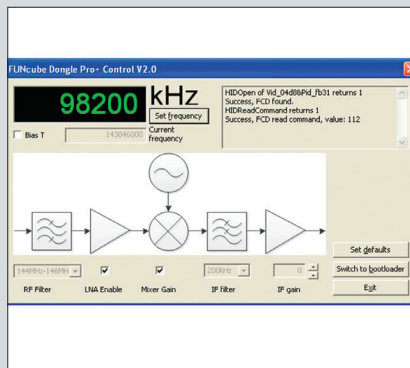 FUNcube Dongle Pro+ Control V2.0
98200 kHz
Set frequency
Bias T
143046000
Current
frequency
HIDOpen of Vid_04d8&Pid_fb31 returns 1
Success, FCD found.
HIDReadCommand returns 1
Success, FCD read command, value: 112
Set defaults
144MHz-146MH
200kHz
0
Switch to bootloader
RF Filter
LNA Enable
Mixer Gain
IF filter
IF gain
Exit